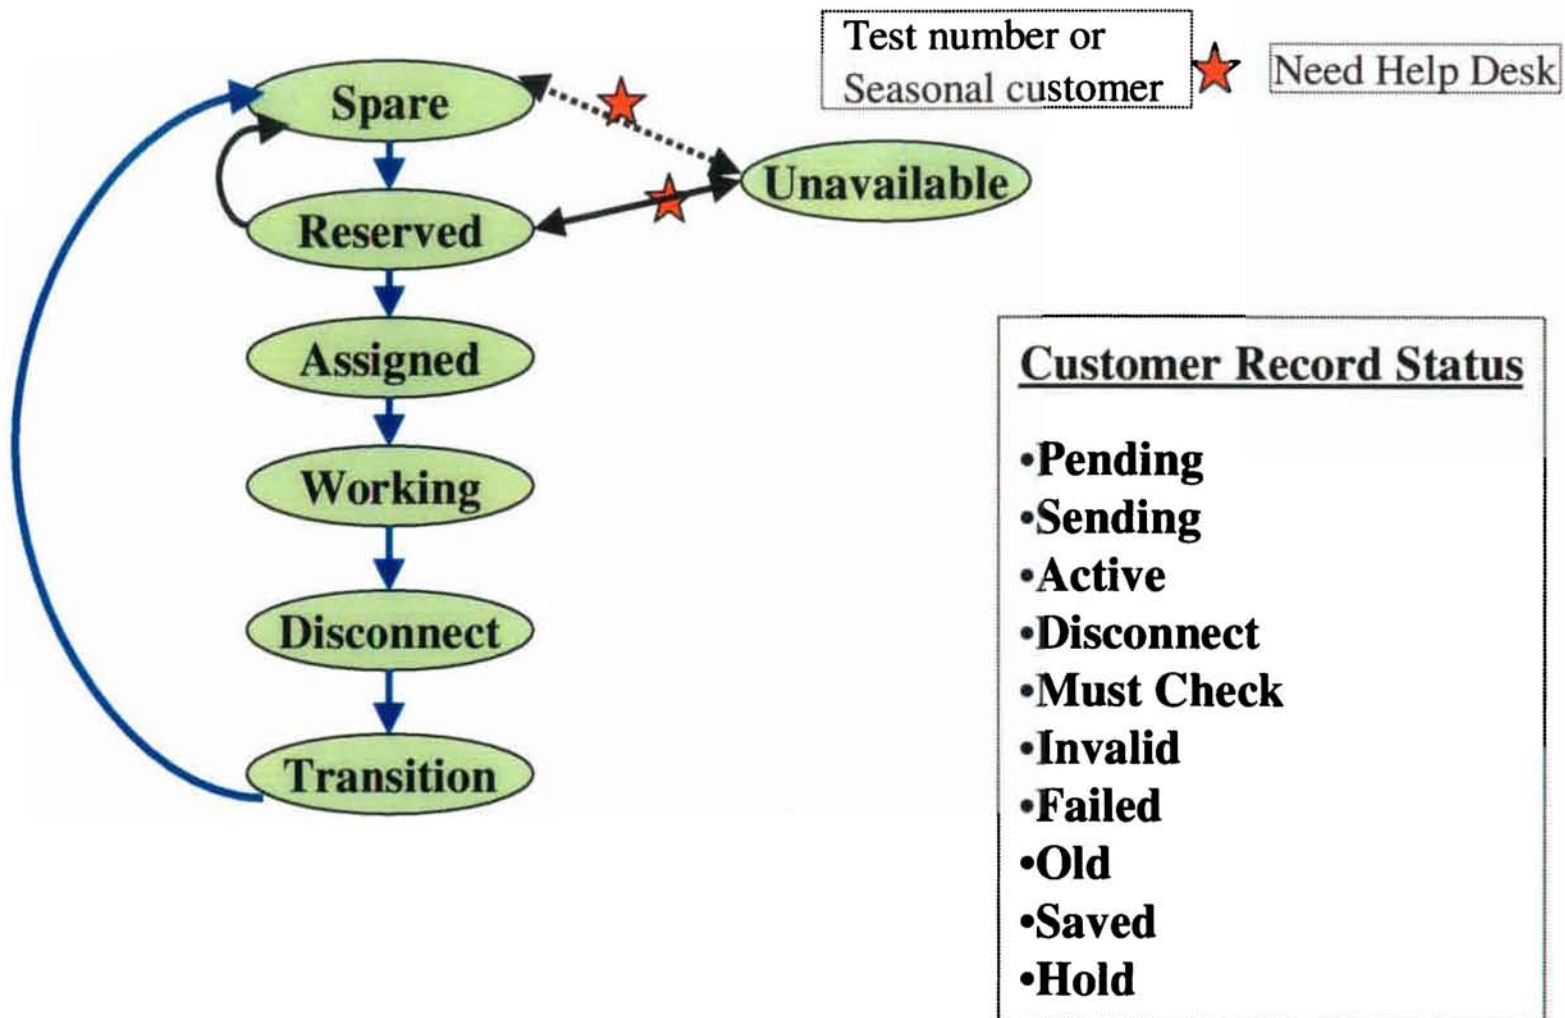 Test number or
Seasonal customer
Need Help Desk
Spare
Unavailable
Reserved
Assigned
Working
Disconnect
Transition
Customer Record Status
•Pending
•Sending
•Active
•Disconnect
•Must Check
•Invalid
•Failed
•Old
•Saved
•Hold